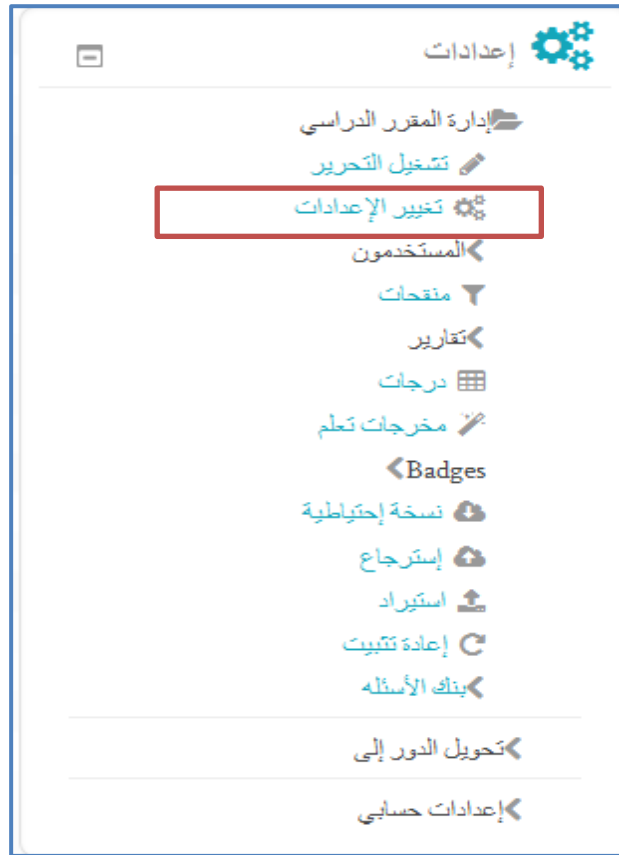 إعدادات
إدارة المقرر الدراسي
تشغيل التحرير
تغيير الإعدادات
المستخدمون
منقحات
تقارير
درجات
مخرجات تعلم
Badges
نسخة إحتياطية
إسترجاع
استيراد
إعادة تثبيت
بنك الأسئله
تحويل الدور إلى
إعدادات حسابي